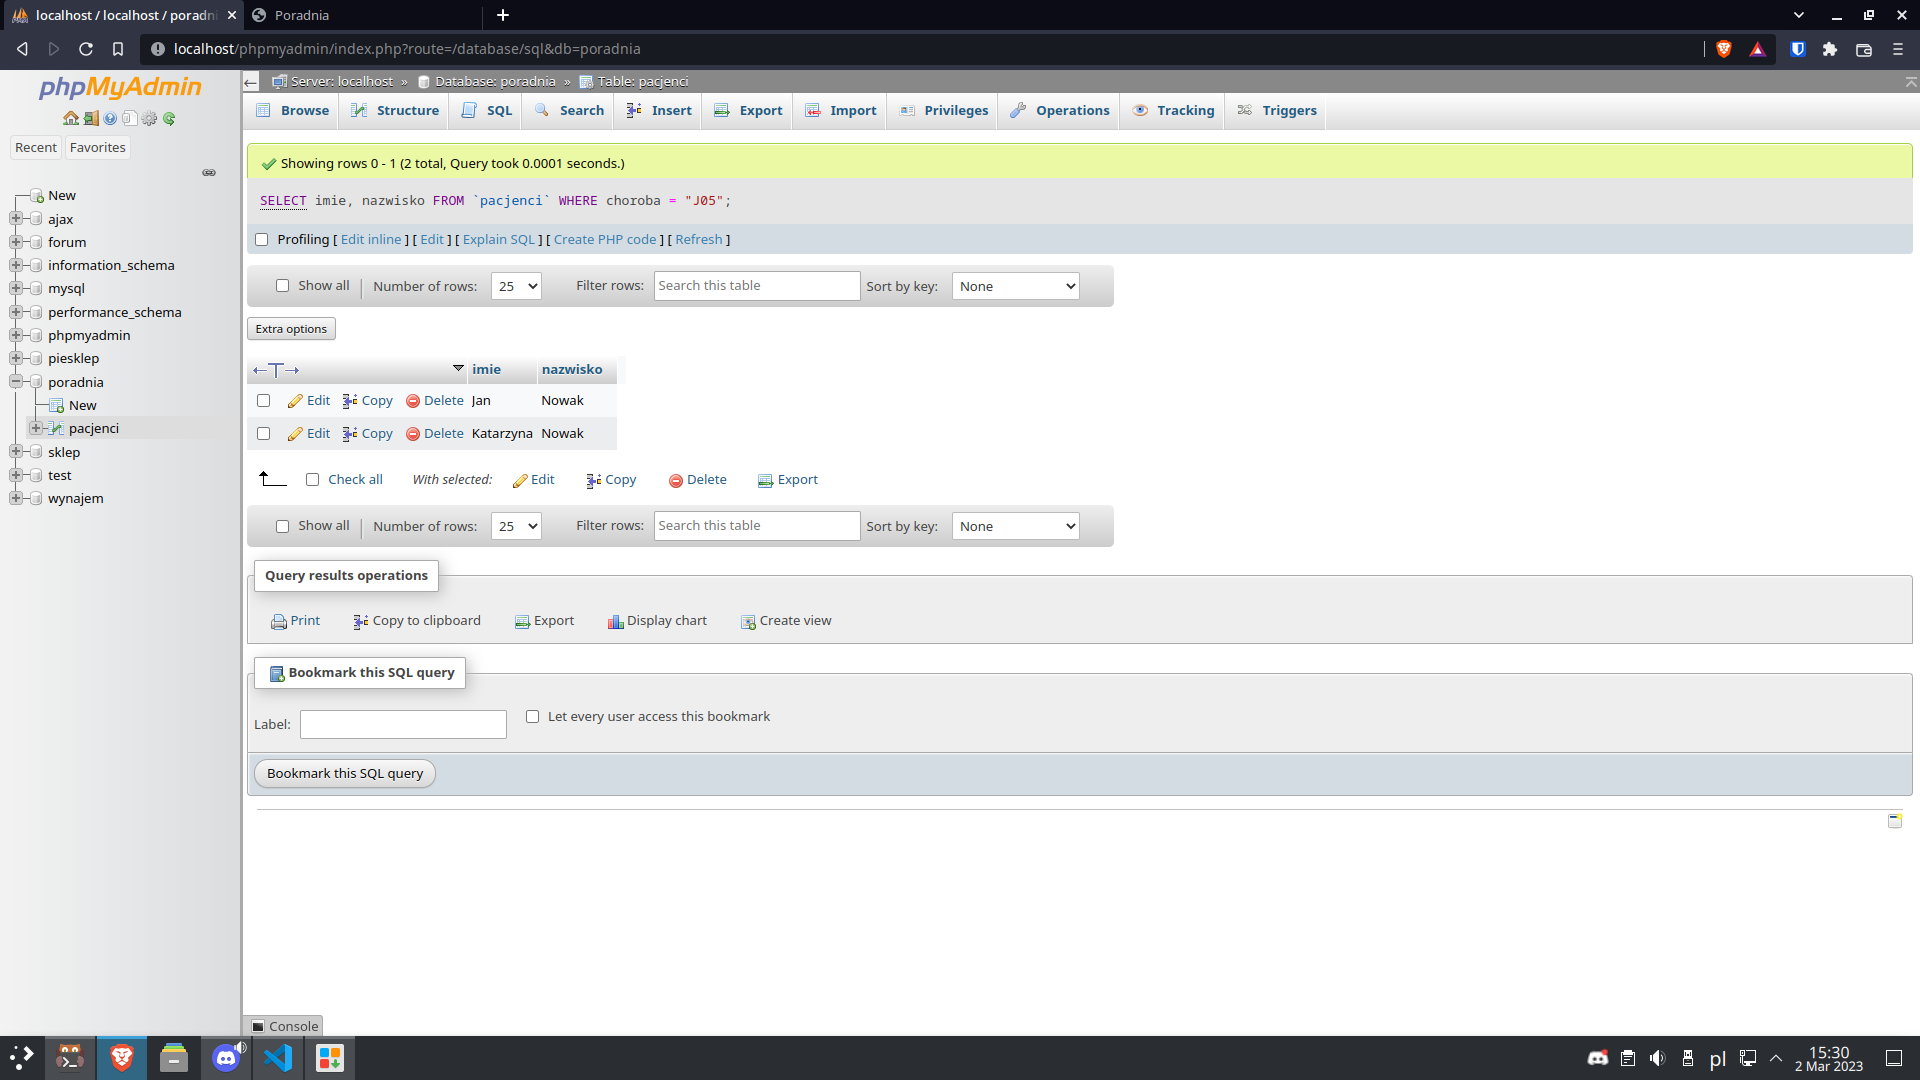 localhost / localhost / poradn
Poradnia
localhost/phpmyadmin/index.php?route=/database/sql&db=poradnia
phpMyAdmin
Recent
Favorites
New
ajax
forum
information_schema
mysql
performance_schema
phpmyadmin
piesklep
poradnia
New
pacjenci
sklep
test
wynajem
Server: localhost » Database: poradnia » Table: pacjenci
Browse Structure SQL Search Insert Export Import Privileges Operations Tracking Triggers
Showing rows 0 - 1 (2 total, Query took 0.0001 seconds.)
SELECT imie, nazwisko FROM `pacjenci` WHERE choroba = "J05";
Profiling [ Edit inline ] [ Edit ] [ Explain SQL ] [ Create PHP code ] [ Refresh ]
Show all Number of rows: 25 Filter rows: Search this table Sort by key: None
Extra options
imie nazwisko
Edit Copy Delete Jan Nowak
Edit Copy Delete Katarzyna Nowak
Check all With selected: Edit Copy Delete Export
Show all Number of rows: 25 Filter rows: Search this table Sort by key: None
Query results operations
Print Copy to clipboard Export Display chart Create view
Bookmark this SQL query
Label: Let every user access this bookmark
Bookmark this SQL query
Console
pl
15:30
2 Mar 2023